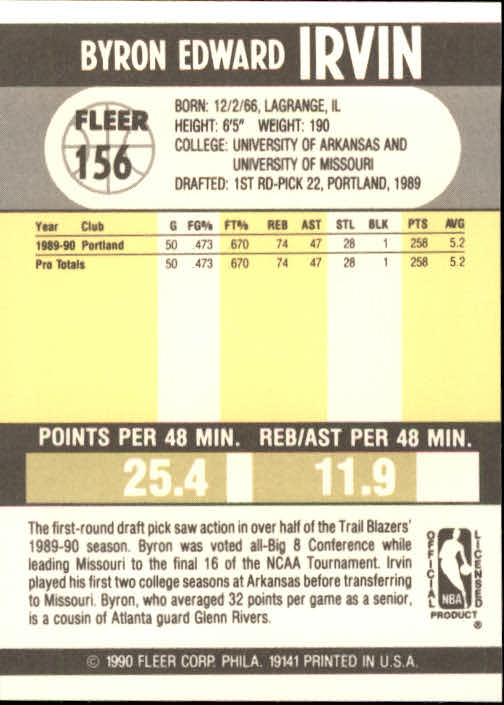 BYRON EDWARD IRVIN
FLEER
156
BORN: 12/2/66, LAGRANGE, IL
HEIGHT: 6'5" WEIGHT: 190
COLLEGE: UNIVERSITY OF ARKANSAS AND
UNIVERSITY OF MISSOURI
DRAFTED: 1ST RD-PICK 22, PORTLAND, 1989
Year Club G FG% FT% REB AST STL BLK PTS AVG
1989-90 Portland 50 .473 .670 74 47 28 1 258 5.2
Pro Totals 50 .473 .670 74 47 28 1 258 5.2
POINTS PER 48 MIN. REB/AST PER 48 MIN.
25.4 11.9
The first-round draft pick saw action in over half of the Trail Blazers'
1989-90 season. Byron was voted all-Big 8 Conference while
leading Missouri to the final 16 of the NCAA Tournament. Irvin
played his first two college seasons at Arkansas before transferring
to Missouri. Byron, who averaged 32 points per game as a senior,
is a cousin of Atlanta guard Glenn Rivers.
OFFICIAL
LICENSED
NBA
PRODUCT
®
© 1990 FLEER CORP. PHILA. 19141 PRINTED IN U.S.A.